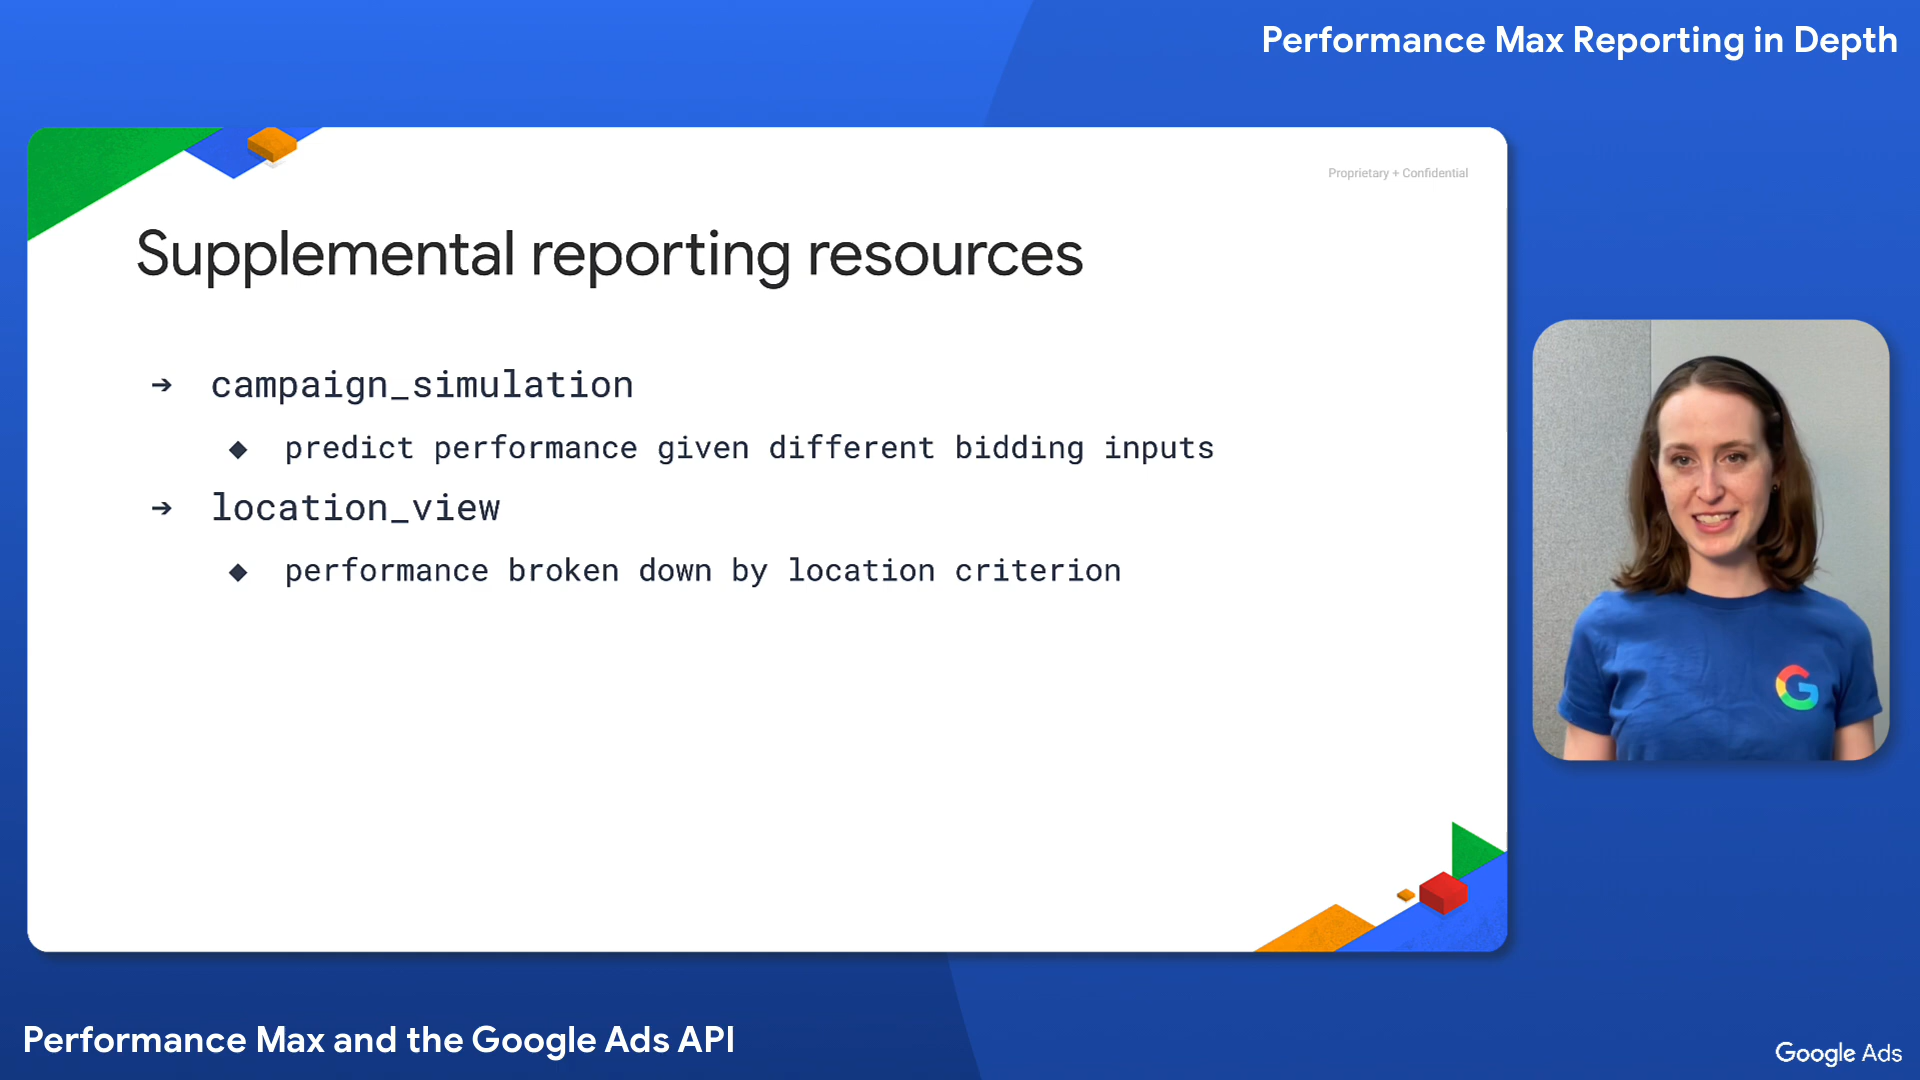 Performance Max Reporting in Depth
Proprietary + Confidential
Supplemental reporting resources
➔ campaign_simulation
◆ predict performance given different bidding inputs
➔ location_view
◆ performance broken down by location criterion
G
Performance Max and the Google Ads API
Google Ads